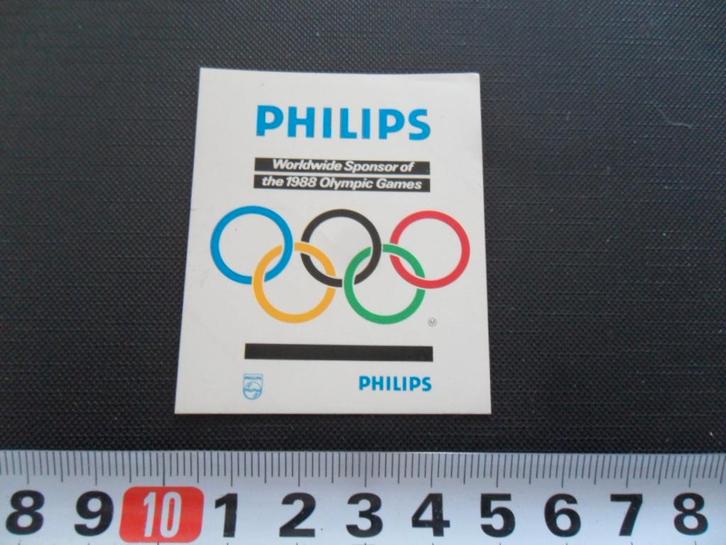 PHILIPS
Worldwide Sponsor of
the 1988 Olympic Games
PHILIPS
PHILIPS
8 9 10 1 2 3 4 5 6 7 8